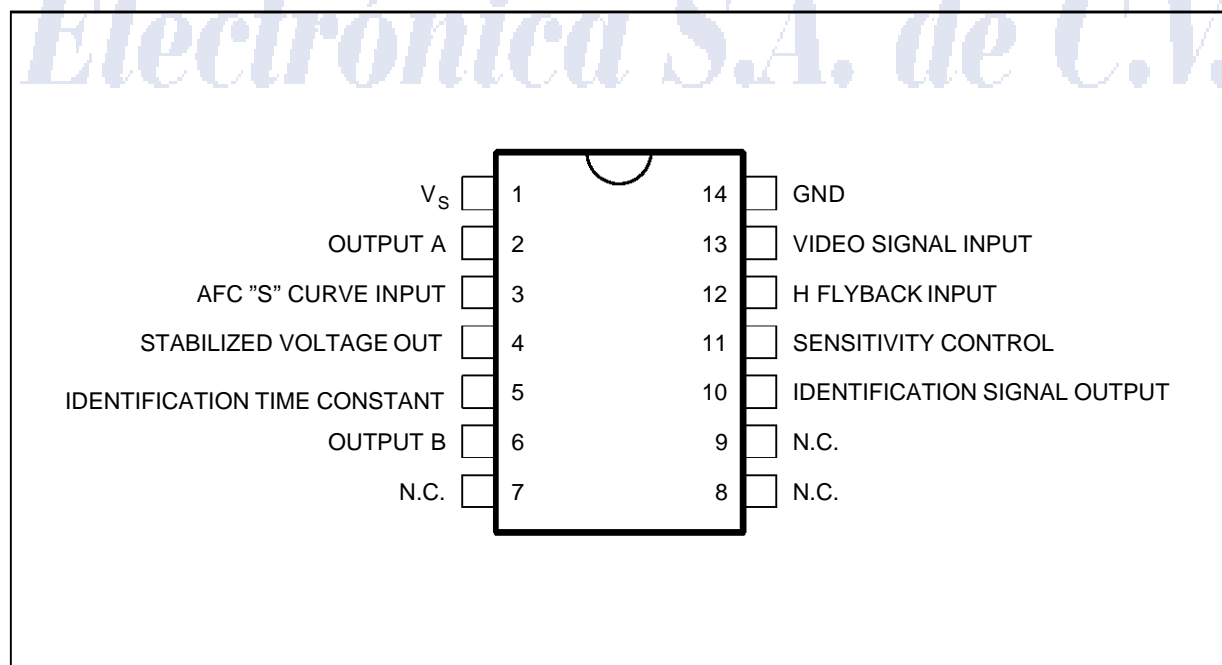 Electrónica S.A. de C.V.
V_S 1 14 GND
OUTPUT A 2 13 VIDEO SIGNAL INPUT
AFC ”S” CURVE INPUT 3 12 H FLYBACK INPUT
STABILIZED VOLTAGE OUT 4 11 SENSITIVITY CONTROL
IDENTIFICATION TIME CONSTANT 5 10 IDENTIFICATION SIGNAL OUTPUT
OUTPUT B 6 9 N.C.
N.C. 7 8 N.C.